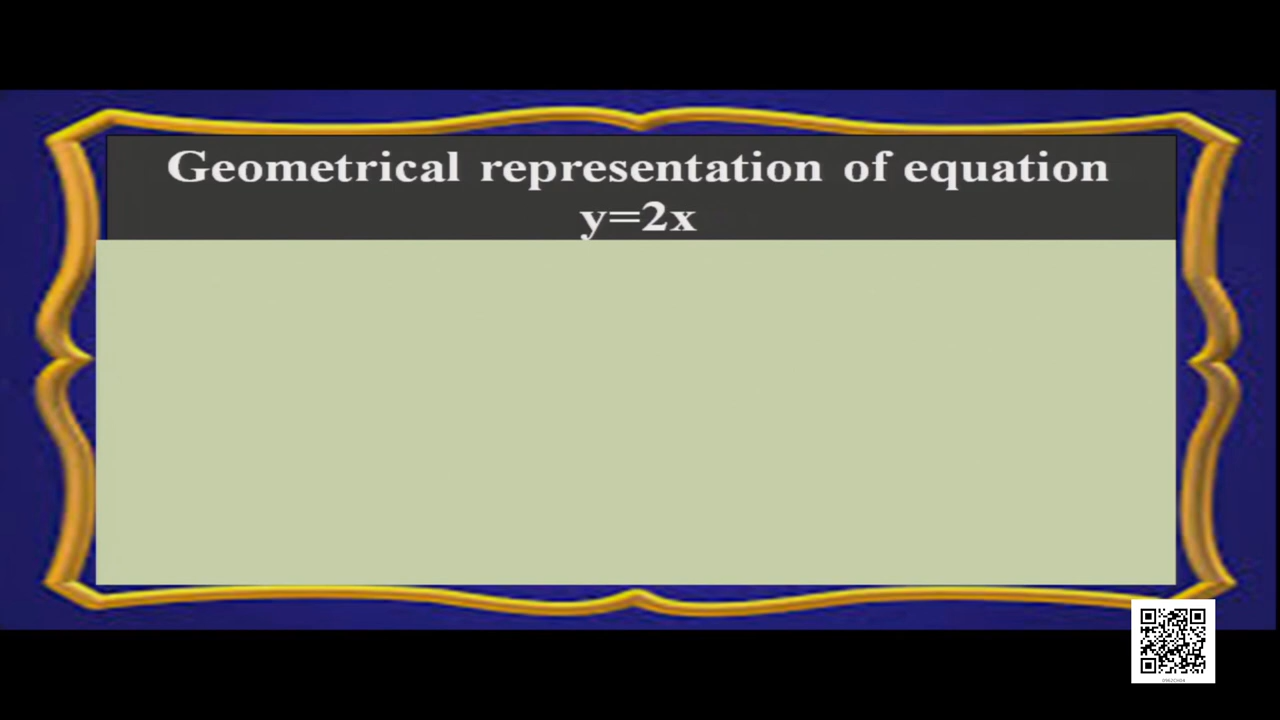 Geometrical representation of equation
y=2x